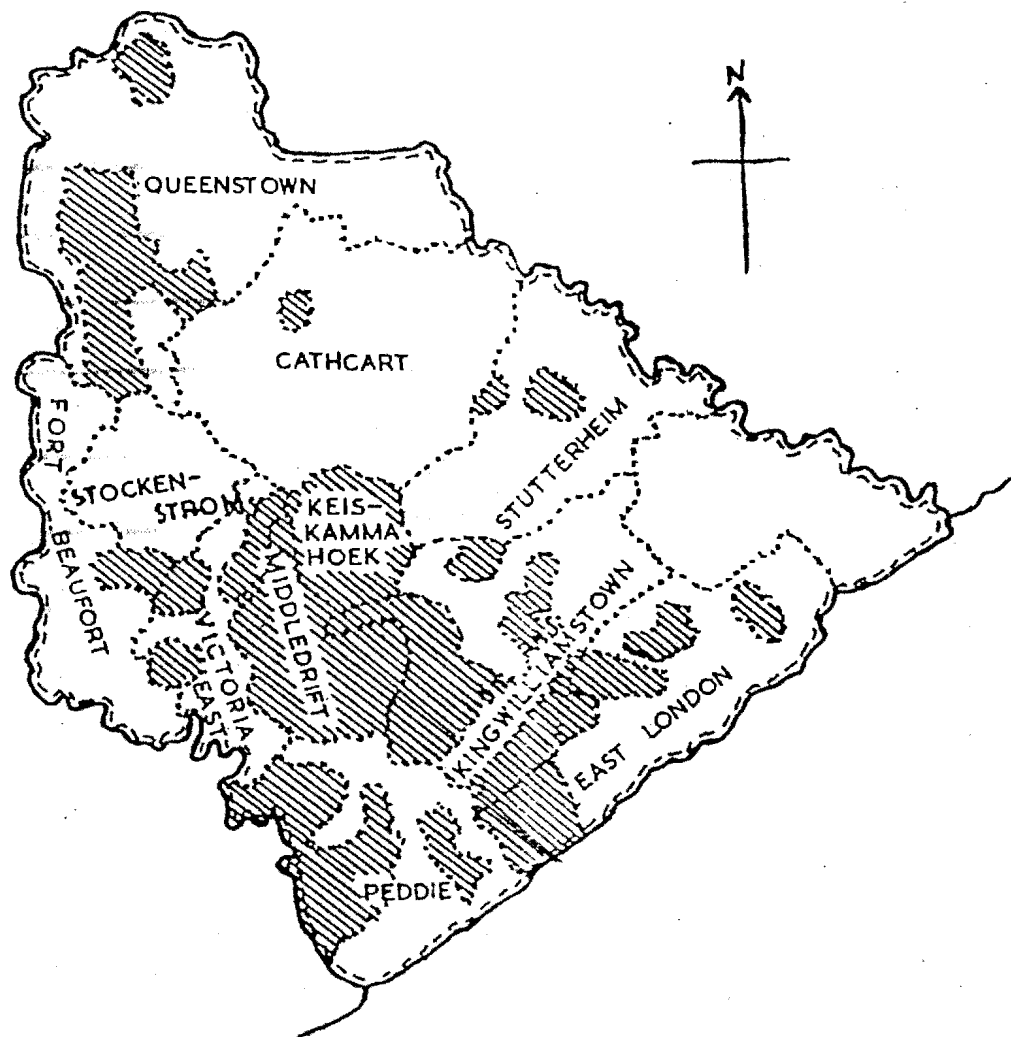 N
QUEENSTOWN
CATHCART
FORT BEAUFORT
STOCKEN-
STROM
KEIS-
KAMMA
HOEK
STUTTERHEIM
MIDDLEDRIFT
VICTORIA
EAST
KINGWILLIAMSTOWN
EAST LONDON
PEDDIE